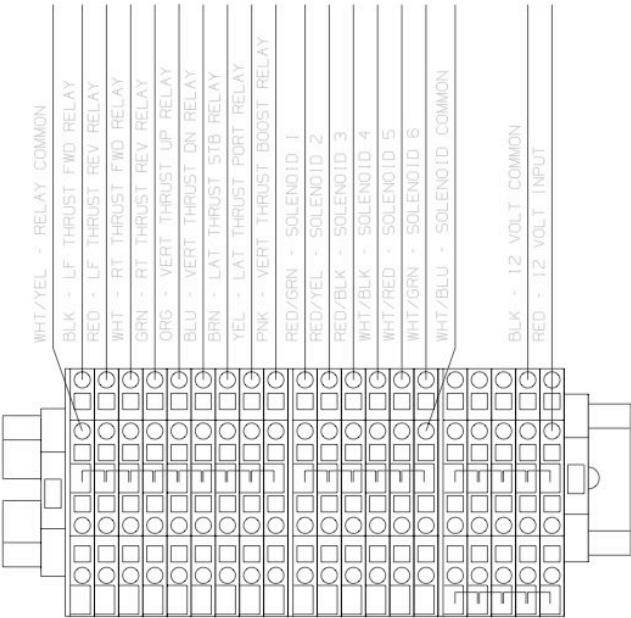 WHT/YEL - RELAY COMMON
BLK - LF THRUST FWD RELAY
RED - LF THRUST REV RELAY
WHT - RT THRUST FWD RELAY
GRN - RT THRUST REV RELAY
ORG - VERT THRUST UP RELAY
BLU - VERT THRUST DN RELAY
BRN - LAT THRUST STB RELAY
YEL - LAT THRUST PORT RELAY
PNK - VERT THRUST BOOST RELAY
RED/GRN - SOLENOID 1
RED/YEL - SOLENOID 2
RED/BLK - SOLENOID 3
WHT/BLK - SOLENOID 4
WHT/RED - SOLENOID 5
WHT/GRN - SOLENOID 6
WHT/BLU - SOLENOID COMMON
BLK - 12 VOLT COMMON
RED - 12 VOLT INPUT